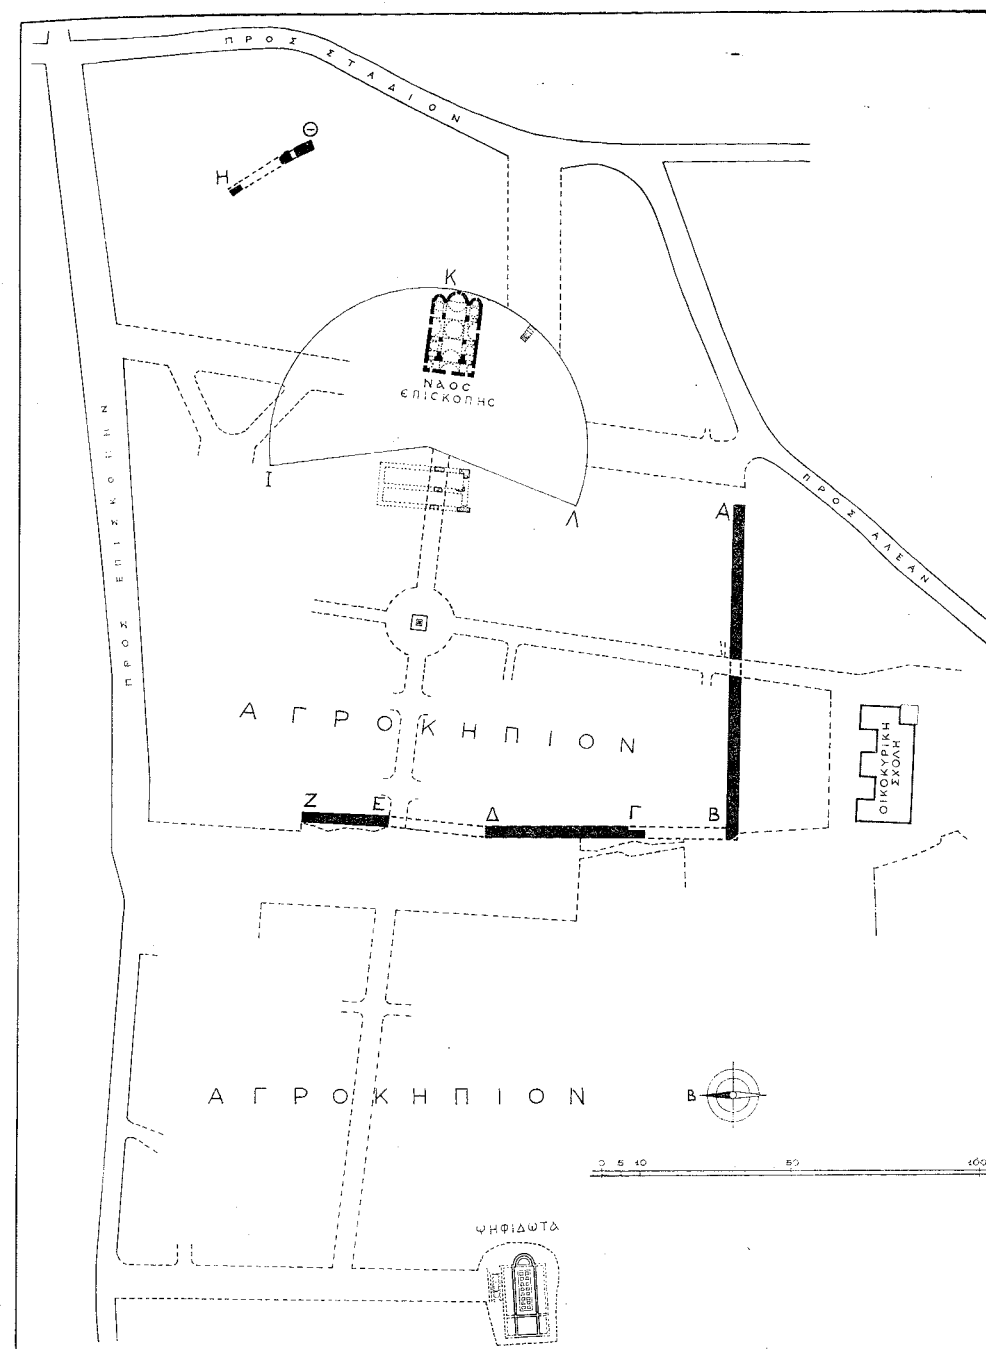 ΠΡΟΣ ΣΤΑΔΙΟΝ
Θ
Η
Κ
ΝΑΟΣ
ΕΠΙΣΚΟΠΗΣ
ΠΡΟΣ ΕΠΙΣΚΟΠΗΝ
Ι
Λ
Α
ΠΡΟΣ ΑΛΕΑΝ
ΑΓΡΟΚΗΠΙΟΝ
ΟΙΚΟΚΥΡΙΚΗ
ΣΧΟΛΗ
Ζ Ε Δ Γ Β
ΑΓΡΟΚΗΠΙΟΝ
Β
0 5 10 50 100
ΨΗΦΙΔΩΤΑ